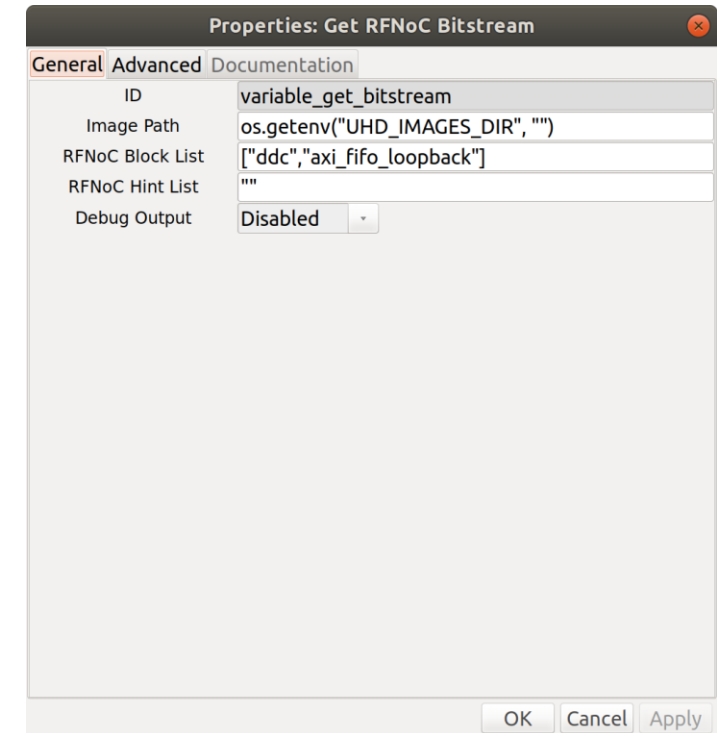 Properties: Get RFNoC Bitstream
General Advanced Documentation
ID variable_get_bitstream
Image Path os.getenv("UHD_IMAGES_DIR", "")
RFNoC Block List ["ddc","axi_fifo_loopback"]
RFNoC Hint List ""
Debug Output Disabled
OK Cancel Apply